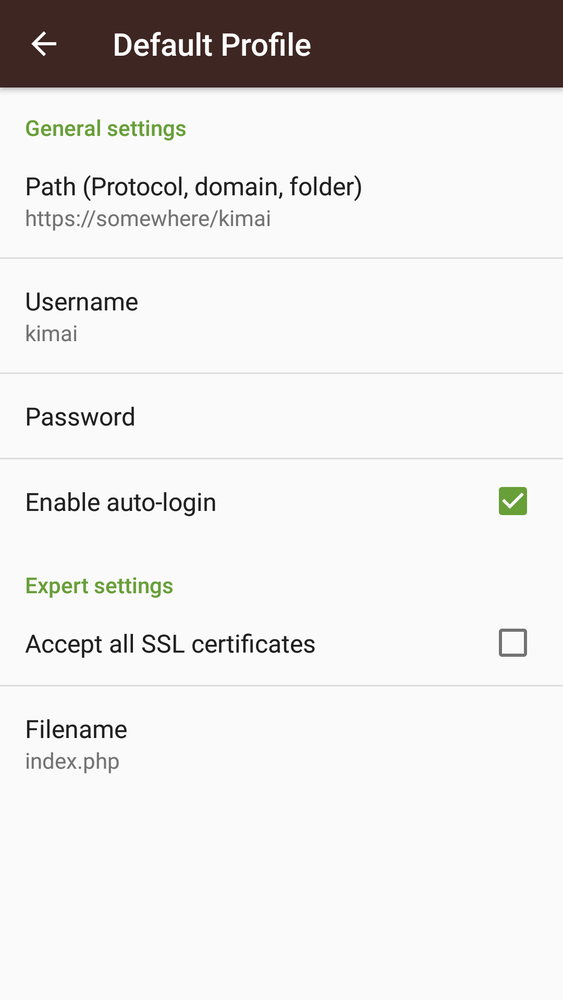 Default Profile
General settings
Path (Protocol, domain, folder)
https://somewhere/kimai
Username
kimai
Password
Enable auto-login
Expert settings
Accept all SSL certificates
Filename
index.php